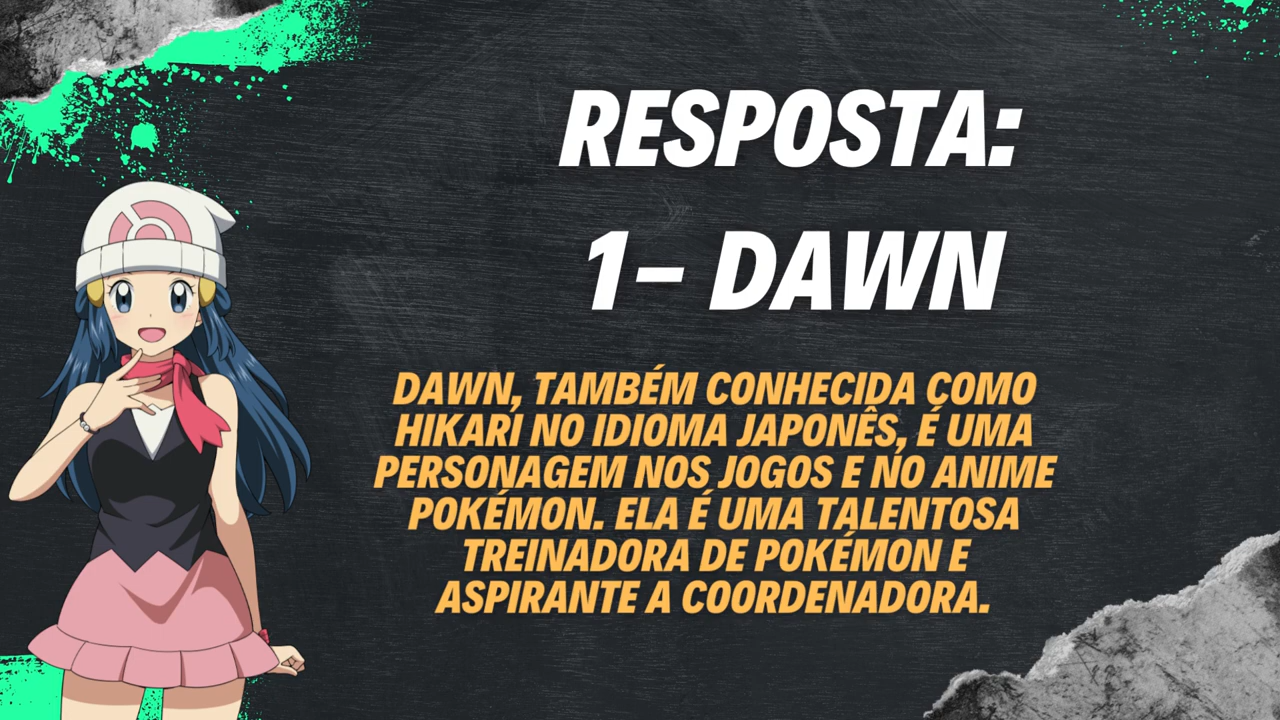 RESPOSTA:
1- DAWN
DAWN, TAMBÉM CONHECIDA COMO
HIKARI NO IDIOMA JAPONÊS, É UMA
PERSONAGEM NOS JOGOS E NO ANIME
POKÉMON. ELA É UMA TALENTOSA
TREINADORA DE POKÉMON E
ASPIRANTE A COORDENADORA.